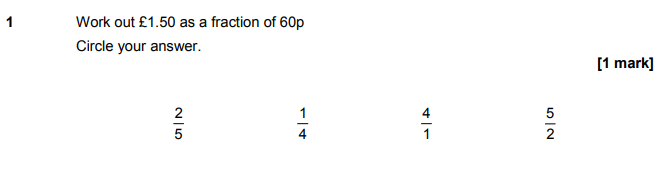 1 Work out £1.50 as a fraction of 60p
Circle your answer.
[1 mark]
2/5 1/4 4/1 5/2